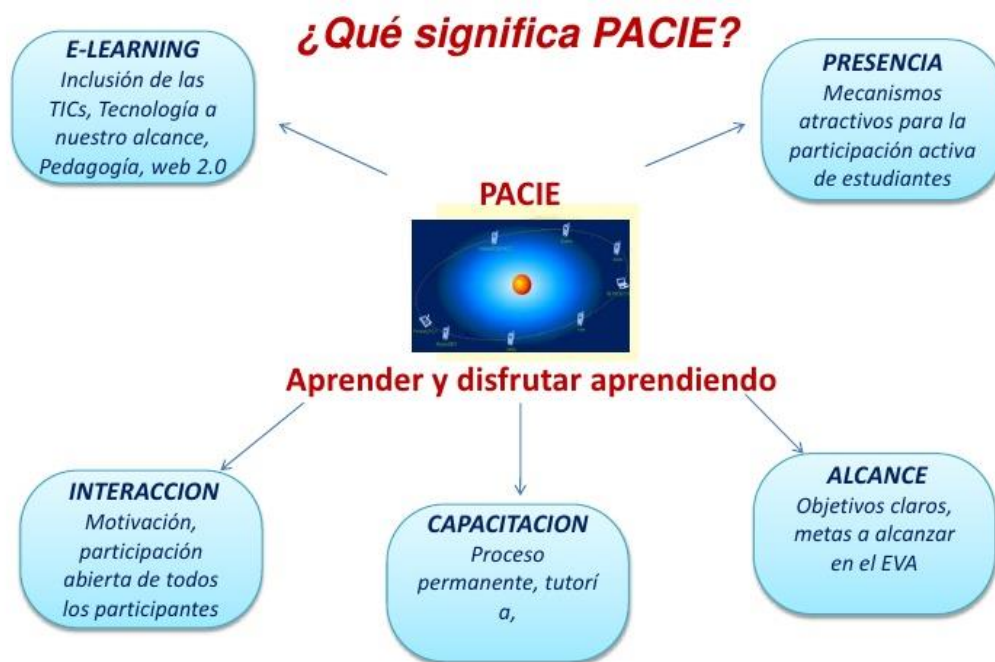 ¿Qué significa PACIE?
E-LEARNING
Inclusión de las
TICs, Tecnología a
nuestro alcance,
Pedagogía, web 2.0
PRESENCIA
Mecanismos
atractivos para la
participación activa
de estudiantes
PACIE
Aprender y disfrutar aprendiendo
INTERACCION
Motivación,
participación
abierta de todos
los participantes
CAPACITACION
Proceso
permanente, tutorí
a,
ALCANCE
Objetivos claros,
metas a alcanzar
en el EVA